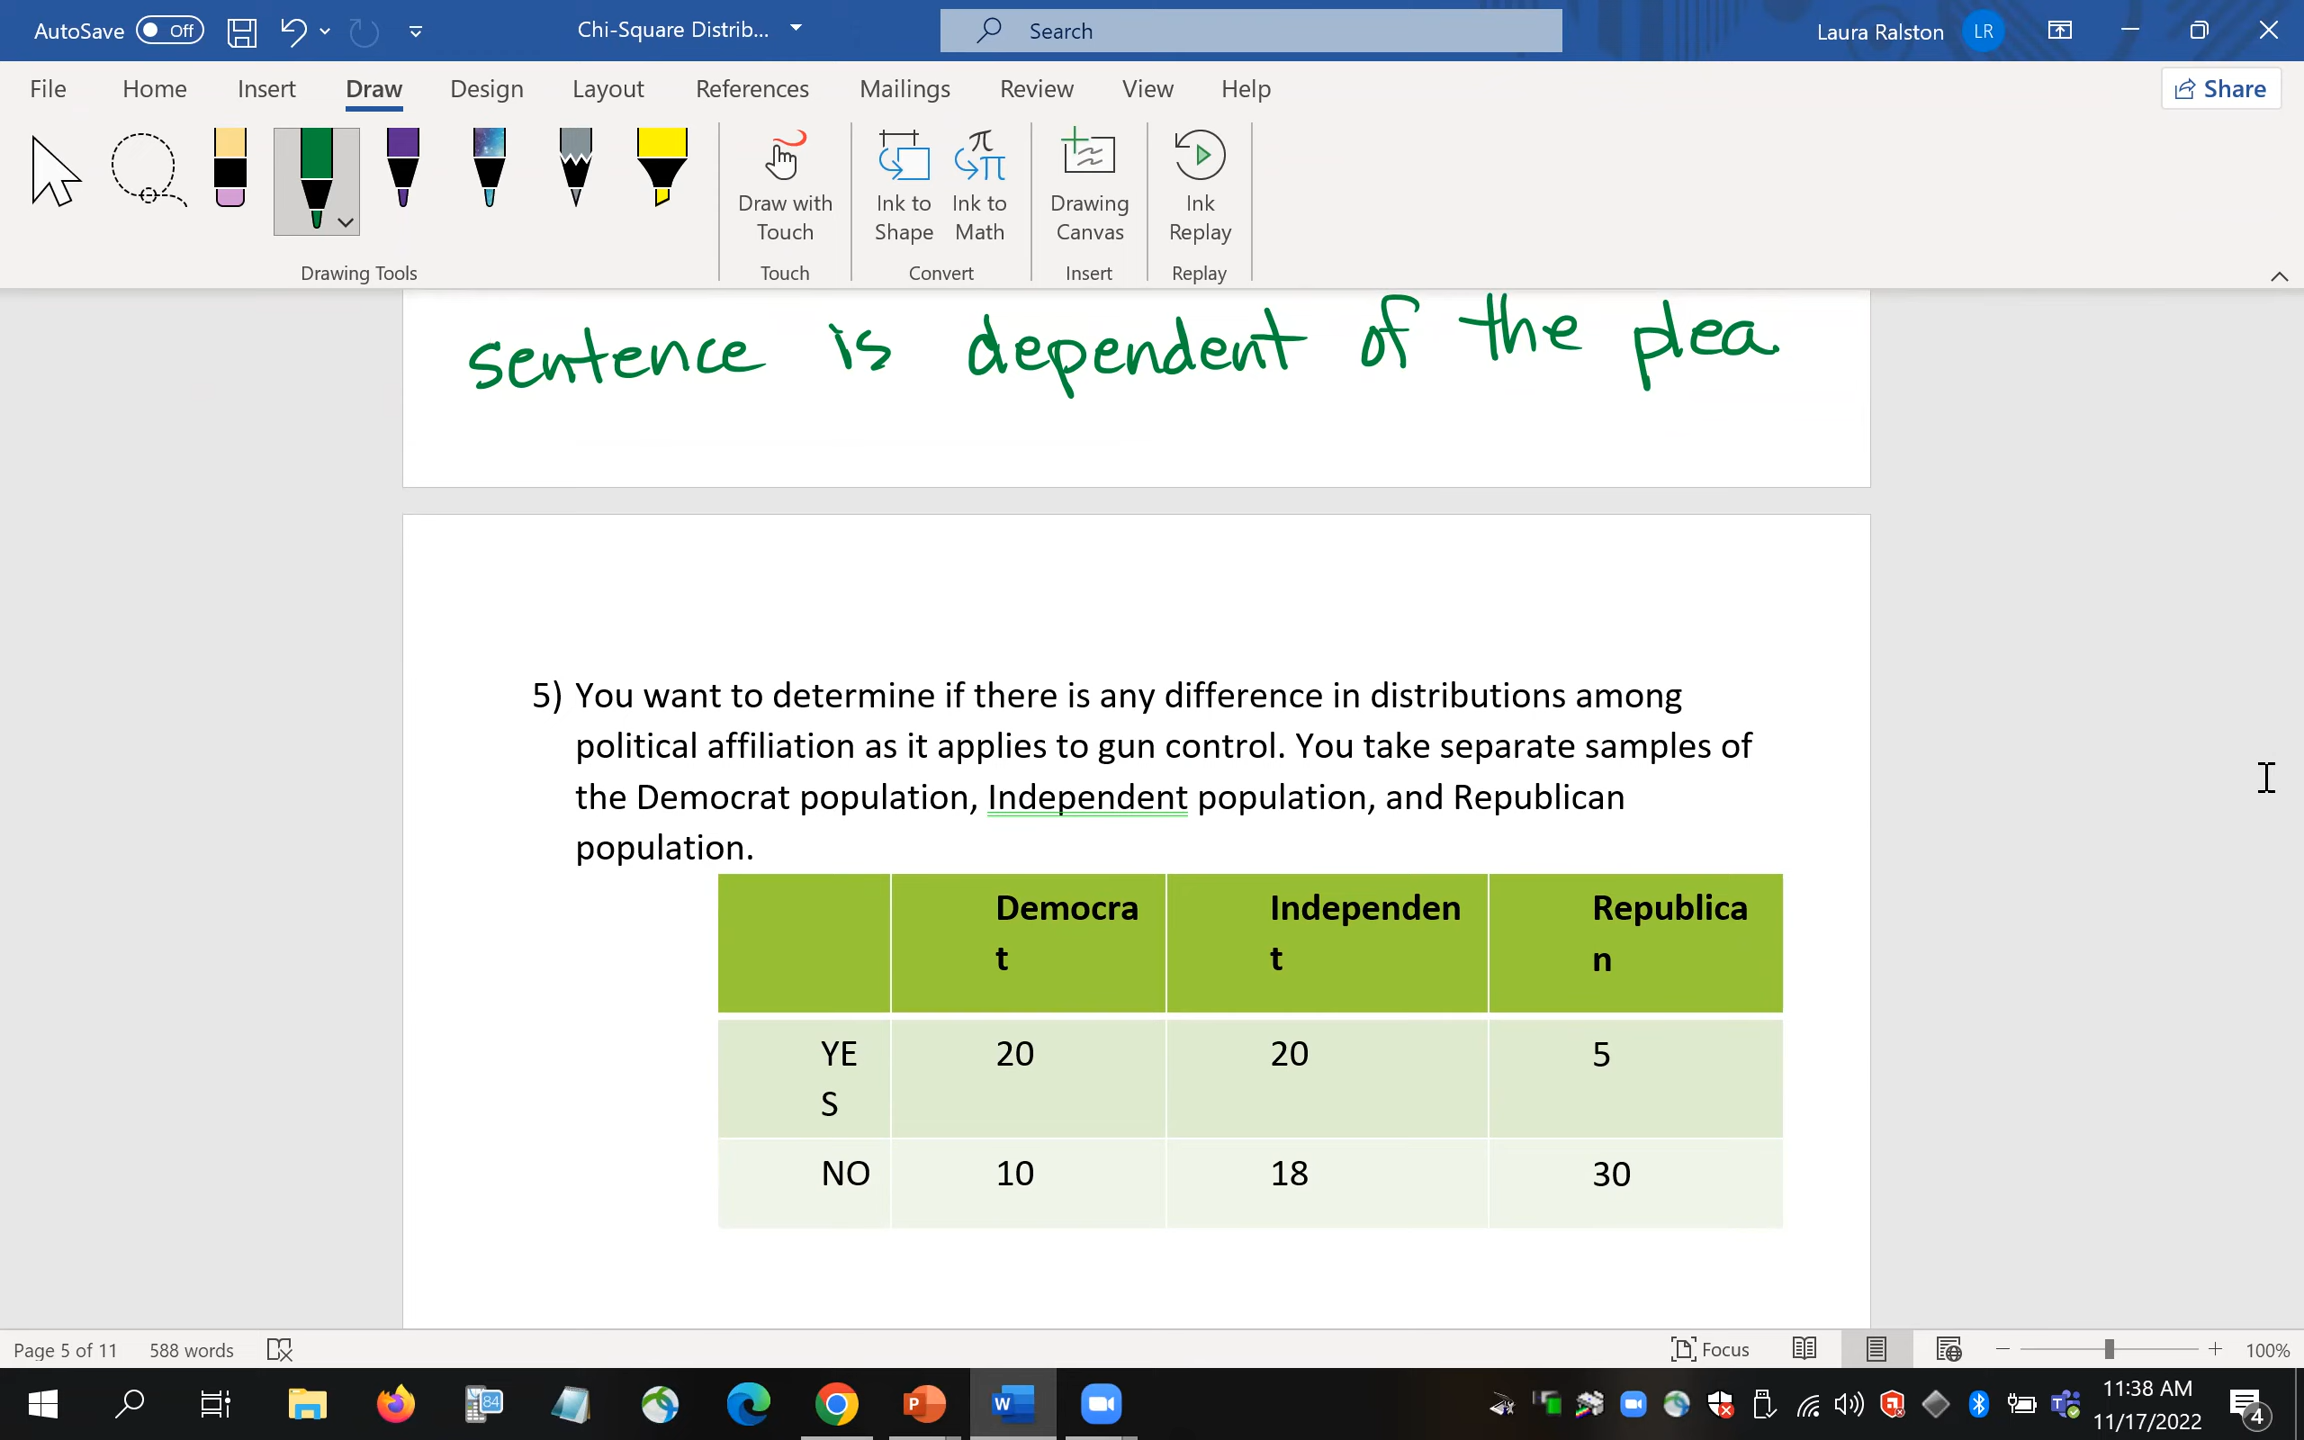 AutoSave Off Chi-Square Distrib... Search Laura Ralston LR
File Home Insert Draw Design Layout References Mailings Review View Help Share
Draw with Touch
Ink to Shape
Ink to Math
Drawing Canvas
Ink Replay
Drawing Tools Touch Convert Insert Replay
sentence is dependent of the plea.
5) You want to determine if there is any difference in distributions among
political affiliation as it applies to gun control. You take separate samples of
the Democrat population, Independent population, and Republican
population.
Democra Independen Republica
t t n
YE 20 20 5
S
NO 10 18 30
Page 5 of 11 588 words Focus 100%
84 P W 11:38 AM
11/17/2022 4